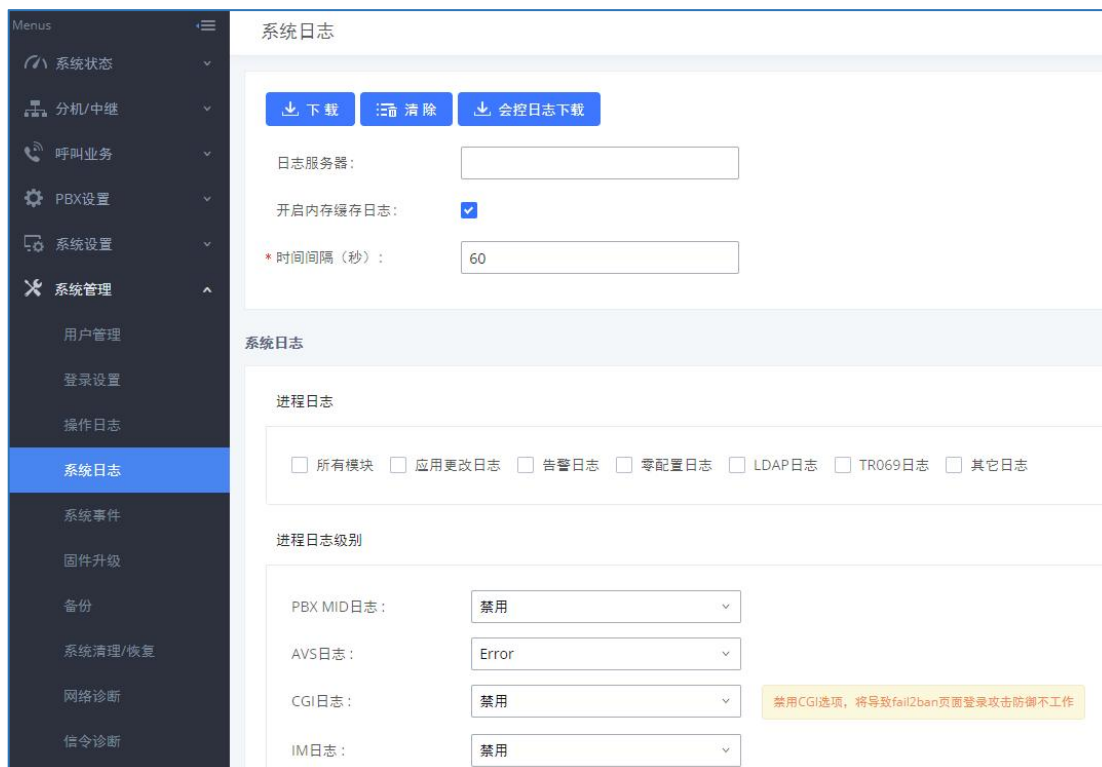 Menus
系统状态
分机/中继
呼叫业务
PBX设置
系统设置
系统管理
用户管理
登录设置
操作日志
系统日志
系统事件
固件升级
备份
系统清理/恢复
网络诊断
信令诊断
系统日志
下 载 清 除 会控日志下载
日志服务器:
开启内存缓存日志:
* 时间间隔（秒）: 60
系统日志
进程日志
所有模块 应用更改日志 告警日志 零配置日志 LDAP日志 TR069日志 其它日志
进程日志级别
PBX MID日志: 禁用
AVS日志: Error
CGI日志: 禁用 禁用CGI选项，将导致fail2ban页面登录攻击防御不工作
IM日志: 禁用